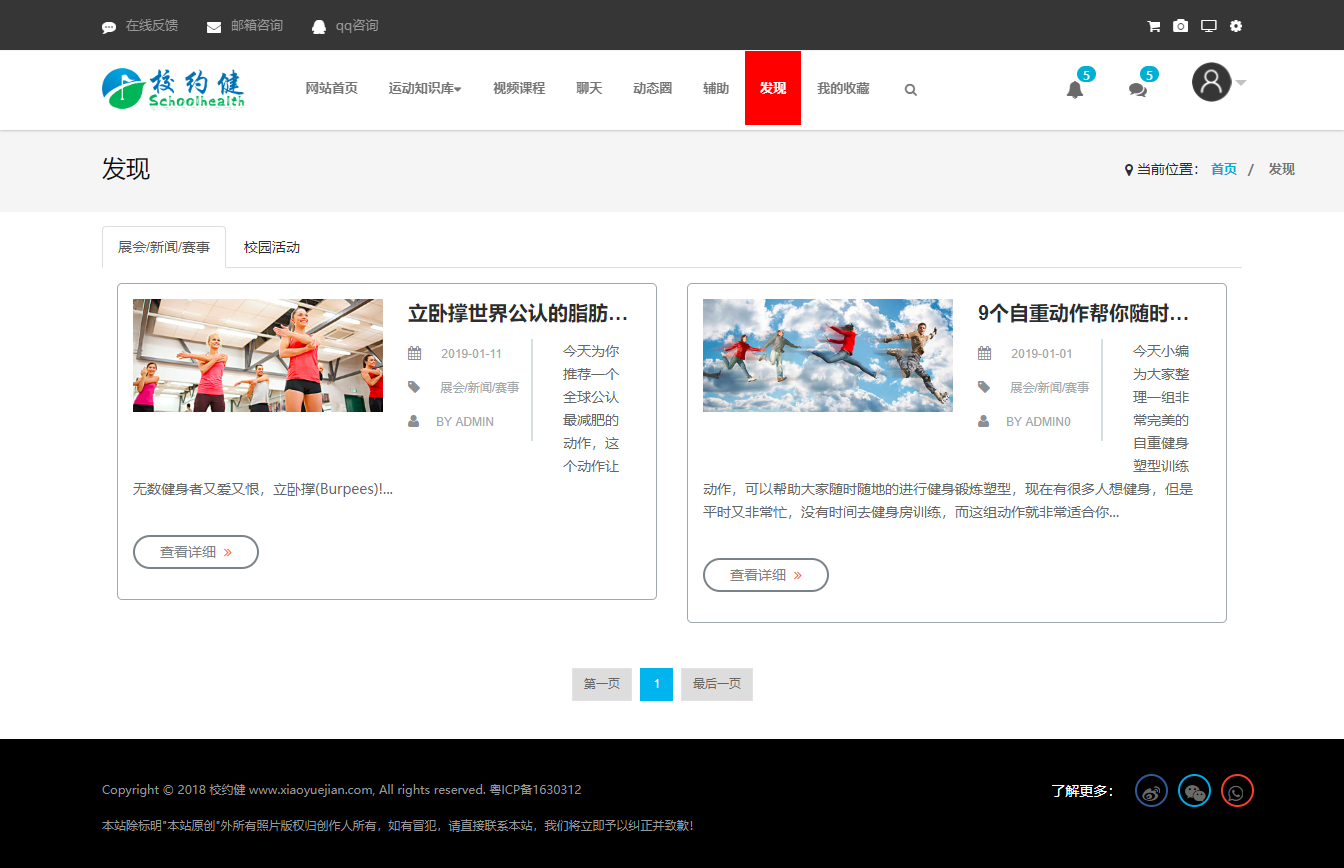 在线反馈 邮箱咨询 qq咨询
校约健
Schoolhealth
网站首页 运动知识库 视频课程 聊天 动态圈 辅助 发现 我的收藏
5 5
发现
当前位置： 首页 / 发现
展会/新闻/赛事 校园活动
立卧撑世界公认的脂肪...
2019-01-11
展会/新闻/赛事
BY ADMIN
今天为你
推荐一个
全球公认
最减肥的
动作，这
个动作让
无数健身者又爱又恨，立卧撑(Burpees)!...
查看详细 »
9个自重动作帮你随时...
2019-01-01
展会/新闻/赛事
BY ADMIN0
今天小编
为大家整
理一组非
常完美的
自重健身
塑型训练
动作，可以帮助大家随时随地的进行健身锻炼塑型，现在有很多人想健身，但是
平时又非常忙，没有时间去健身房训练，而这组动作就非常适合你...
查看详细 »
第一页 1 最后一页
Copyright © 2018 校约健 www.xiaoyuejian.com, All rights reserved. 粤ICP备1630312
了解更多：
本站除标明"本站原创"外所有照片版权归创作人所有，如有冒犯，请直接联系本站，我们将立即予以纠正并致歉！